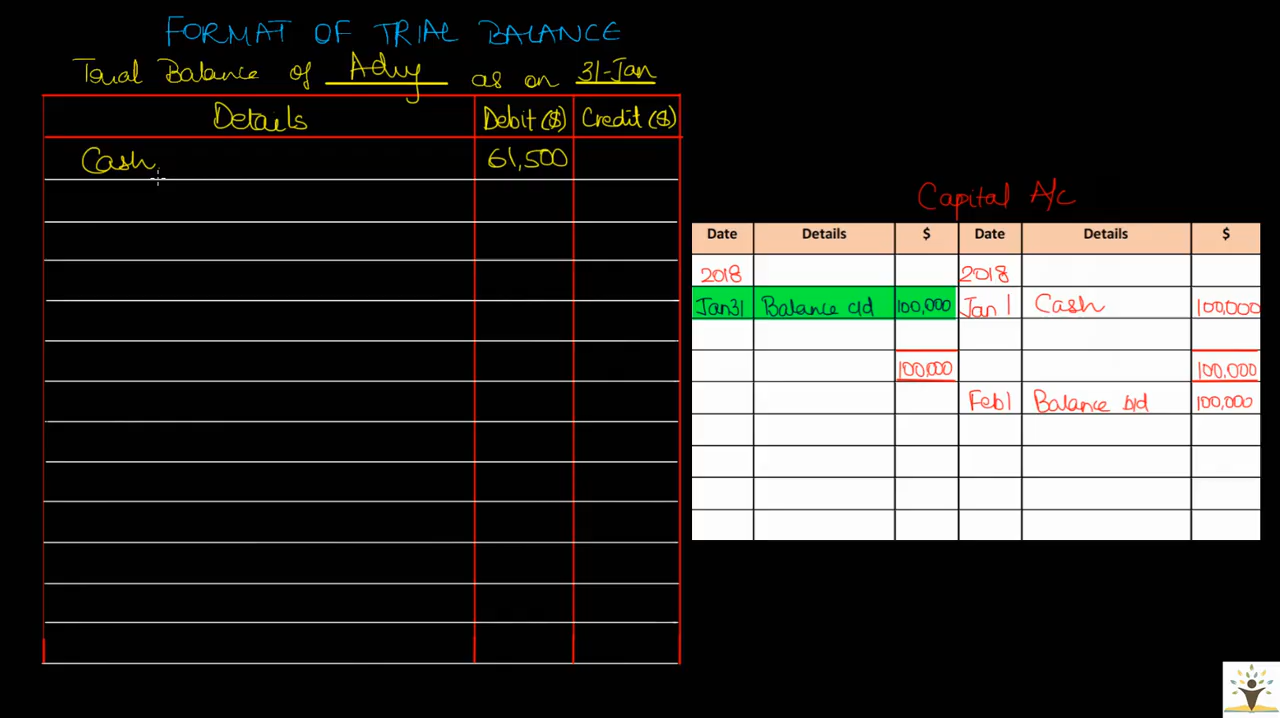 FORMAT OF TRIAL BALANCE
Trial Balance of Advy as on 31-Jan
Details Debit ($) Credit ($)
Cash 61,500
Capital A/c
Date Details $ Date Details $
2018 2018
Jan 31 Balance c/d 100,000 Jan 1 Cash 100,000
100,000 100,000
Feb 1 Balance b/d 100,000